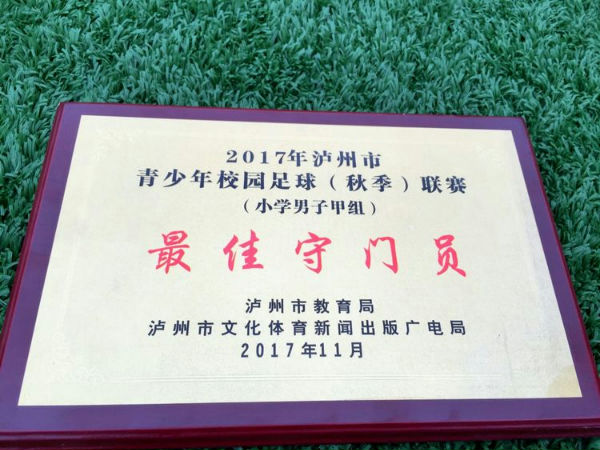 2017年泸州市
青少年校园足球（秋季）联赛
（小学男子甲组）
最佳守门员
泸州市教育局
泸州市文化体育新闻出版广电局
2017年11月